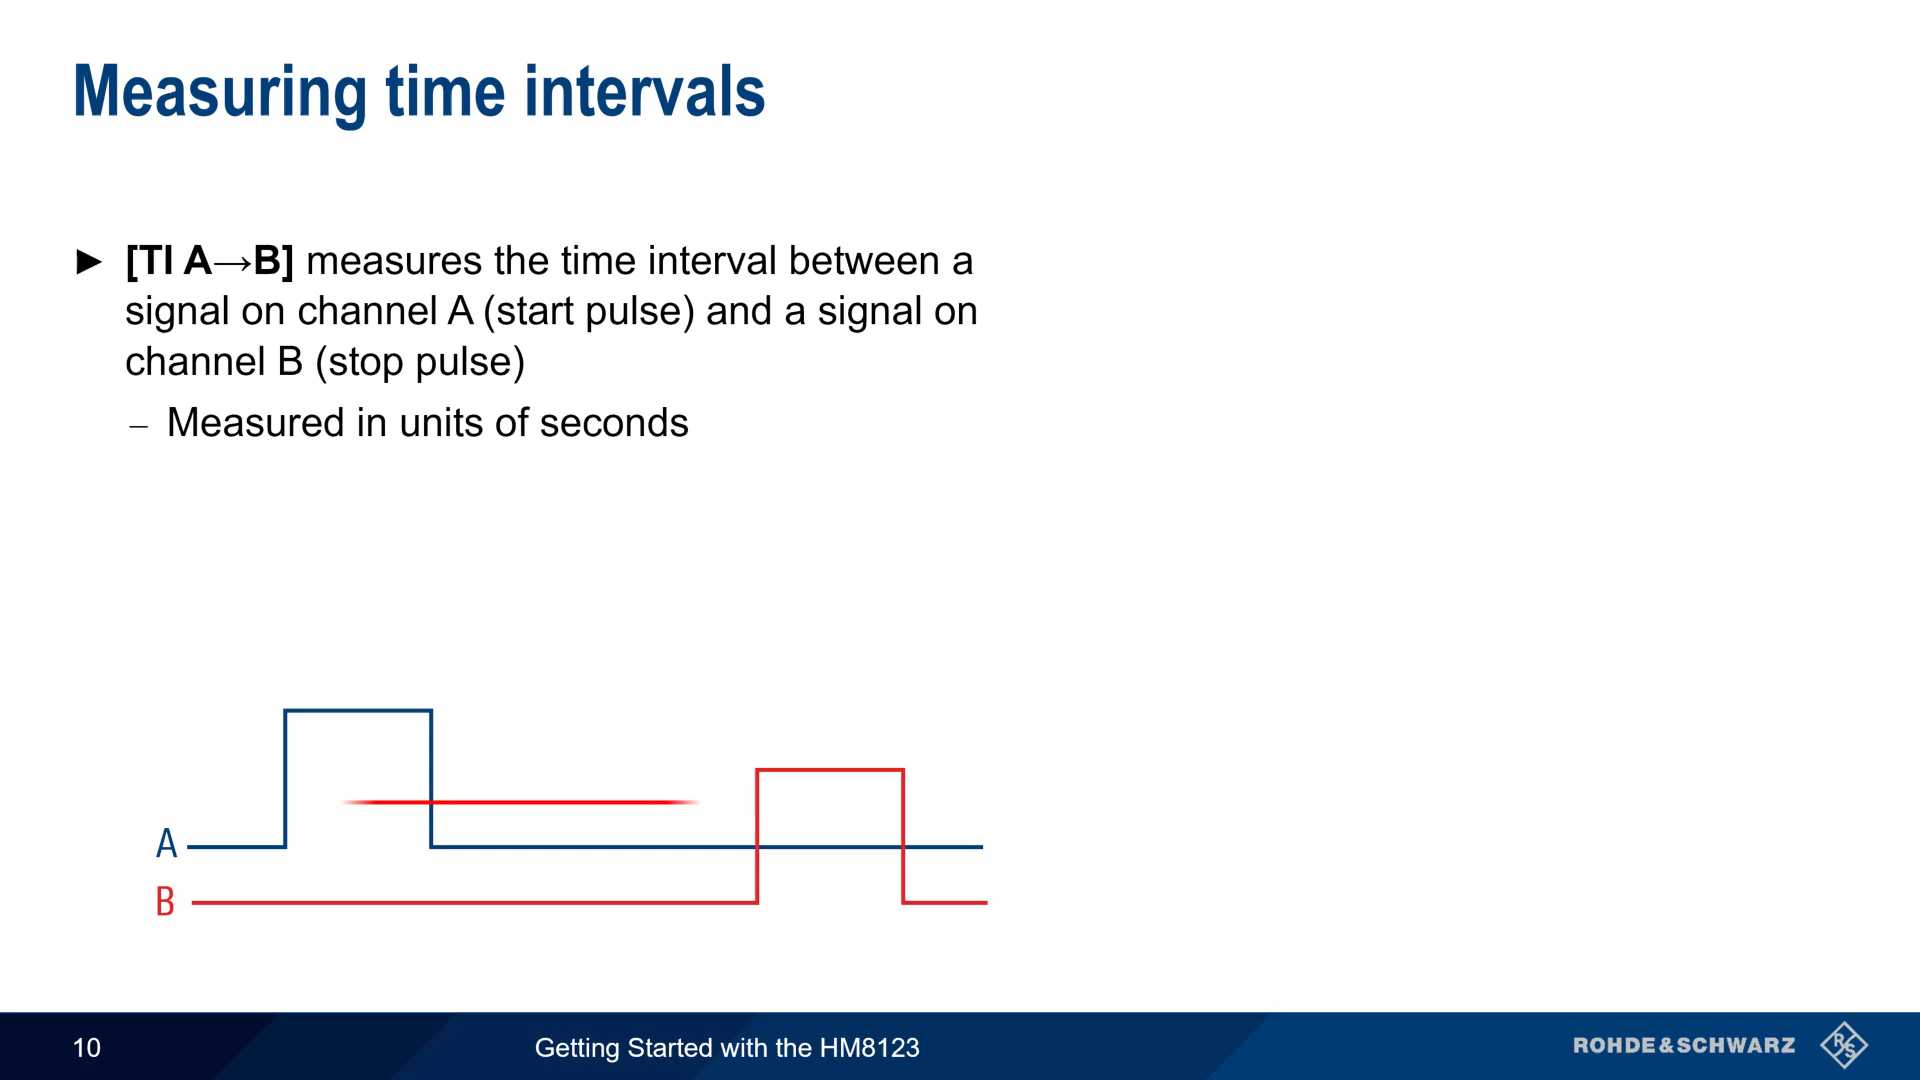 Measuring time intervals
► [TI A→B] measures the time interval between a
signal on channel A (start pulse) and a signal on
channel B (stop pulse)
– Measured in units of seconds
A
B
10
Getting Started with the HM8123
ROHDE&SCHWARZ
R&S